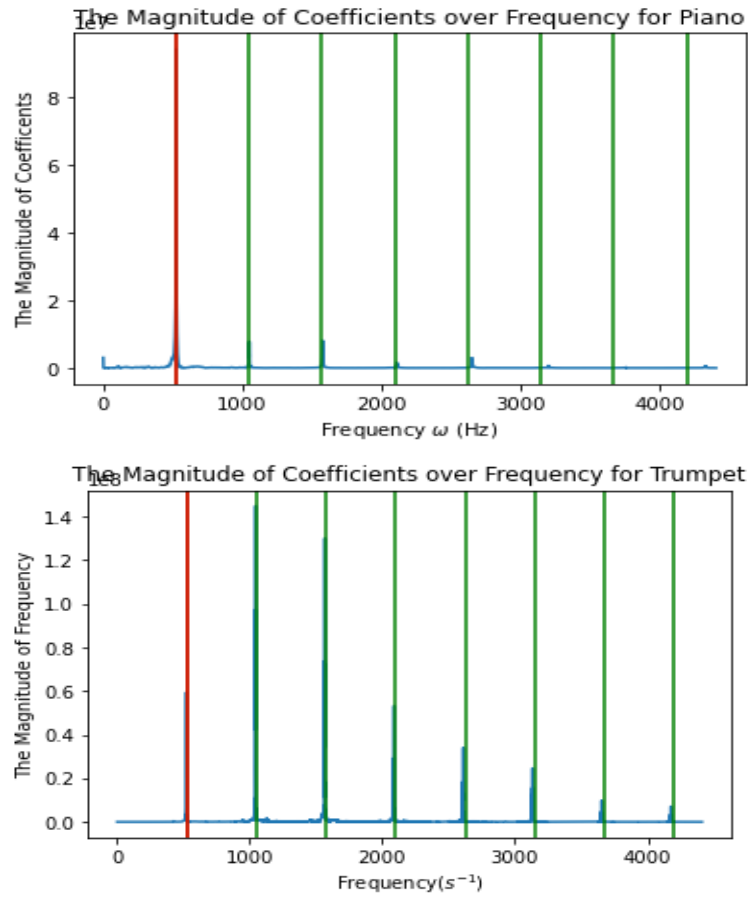 The Magnitude of Coefficients over Frequency for Piano
1e7
8
6
4
2
0
The Magnitude of Coefficents
0 1000 2000 3000 4000
Frequency ω (Hz)
The Magnitude of Coefficients over Frequency for Trumpet
1e8
1.4
1.2
1.0
0.8
0.6
0.4
0.2
0.0
The Magnitude of Frequency
0 1000 2000 3000 4000
Frequency(s⁻¹)